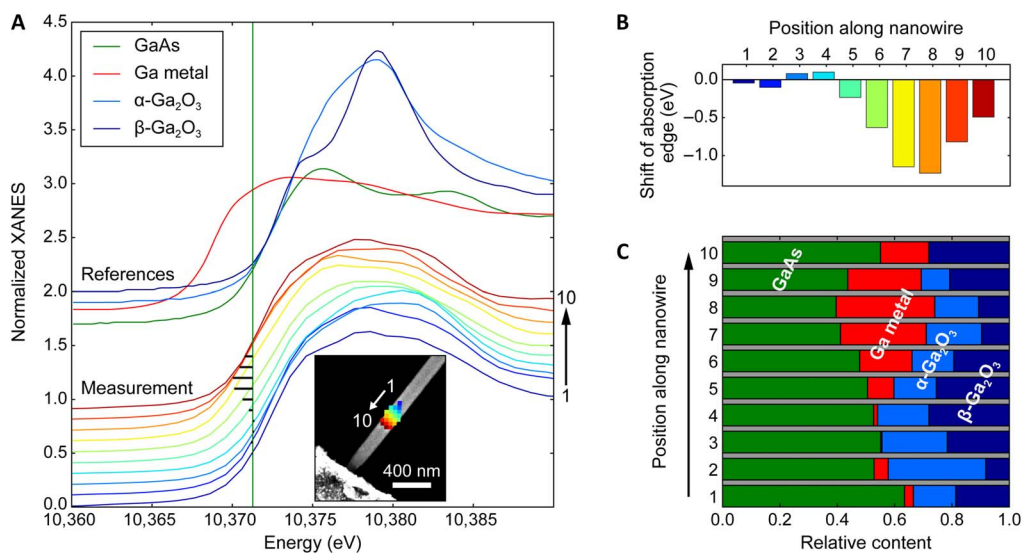 A
4.5
4.0
3.5
3.0
2.5
2.0
1.5
1.0
0.5
0.0
Normalized XANES
GaAs
Ga metal
α-Ga₂O₃
β-Ga₂O₃
References
Measurement
10
1
1
10
400 nm
10,360 10,365 10,370 10,375 10,380 10,385
Energy (eV)
B
Position along nanowire
1 2 3 4 5 6 7 8 9 10
Shift of absorption
edge (eV)
0.0
−0.5
−1.0
C
Position along nanowire
10
9
8
7
6
5
4
3
2
1
GaAs
Ga metal
α-Ga₂O₃
β-Ga₂O₃
0.0 0.2 0.4 0.6 0.8 1.0
Relative content